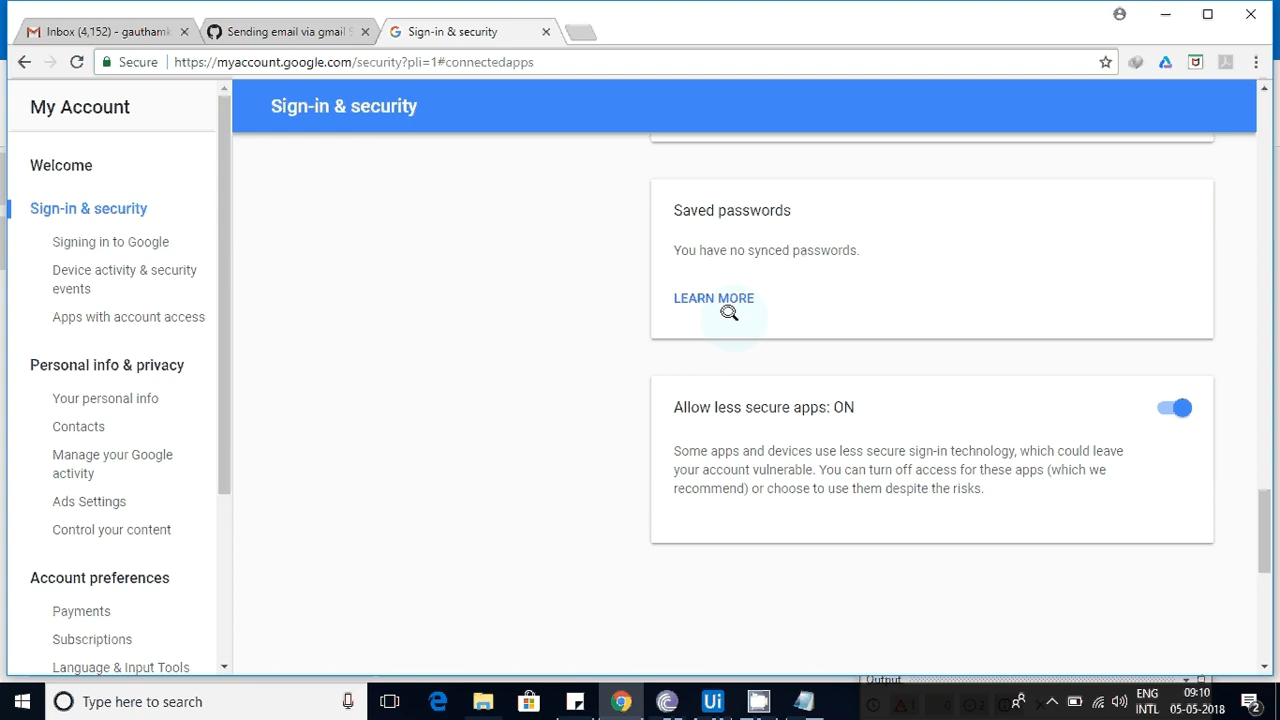 Inbox (4,152) - gauthamk
Sending email via gmail S
Sign-in & security
Secure
https://myaccount.google.com/security?pli=1#connectedapps
My Account
Sign-in & security
Welcome
Sign-in & security
Signing in to Google
Device activity & security
events
Apps with account access
Personal info & privacy
Your personal info
Contacts
Manage your Google
activity
Ads Settings
Control your content
Account preferences
Payments
Subscriptions
Language & Input Tools
Saved passwords
You have no synced passwords.
LEARN MORE
Allow less secure apps: ON
Some apps and devices use less secure sign-in technology, which could leave
your account vulnerable. You can turn off access for these apps (which we
recommend) or choose to use them despite the risks.
Output
Type here to search
Ui
ENG
INTL
09:10
05-05-2018
2